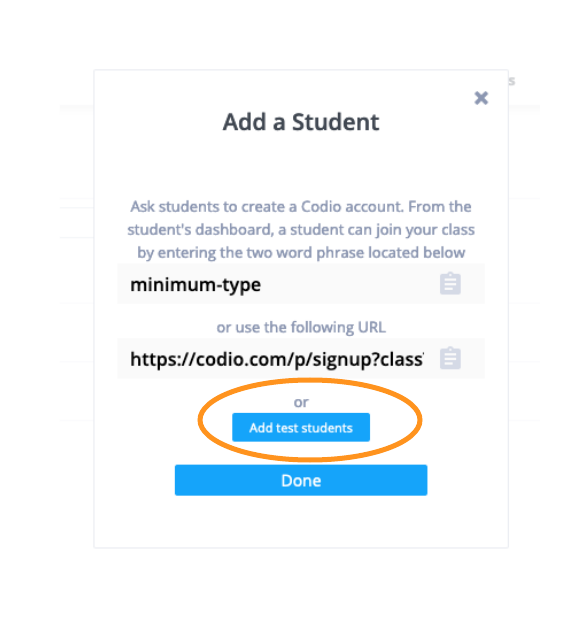 Add a Student
Ask students to create a Codio account. From the
student's dashboard, a student can join your class
by entering the two word phrase located below
minimum-type
or use the following URL
https://codio.com/p/signup?class
or
Add test students
Done